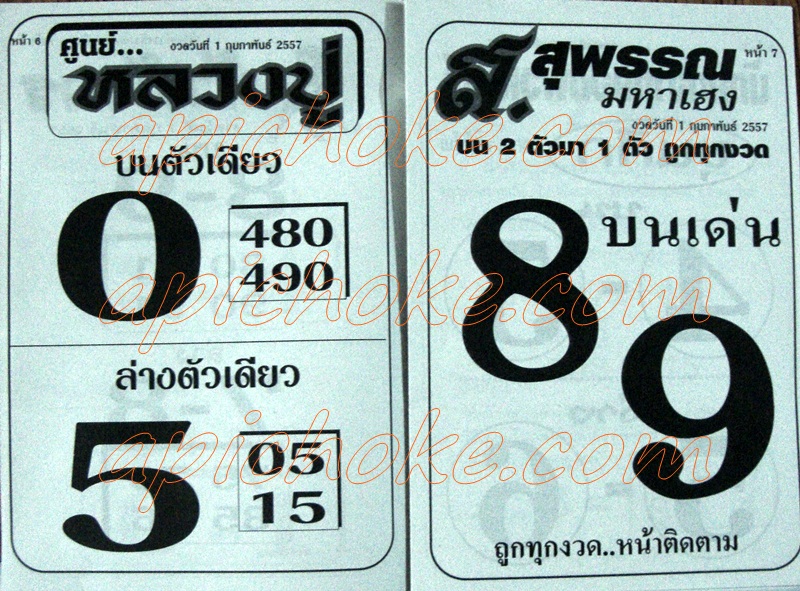 หน้า 6
ศูนย์... งวดวันที่ 1 กุมภาพันธ์ 2557
หลวงปู่
บนตัวเดียว
0
480
490
ล่างตัวเดียว
5
05
15
หน้า 7
ส. สุพรรณ
มหาเฮง
งวดวันที่ 1 กุมภาพันธ์ 2557
บน 2 ตัวมา 1 ตัว ถูกทุกงวด
8 บนเด่น
9
ถูกทุกงวด..หน้าติดตาม
apichoke.com
apichoke.com
apichoke.com